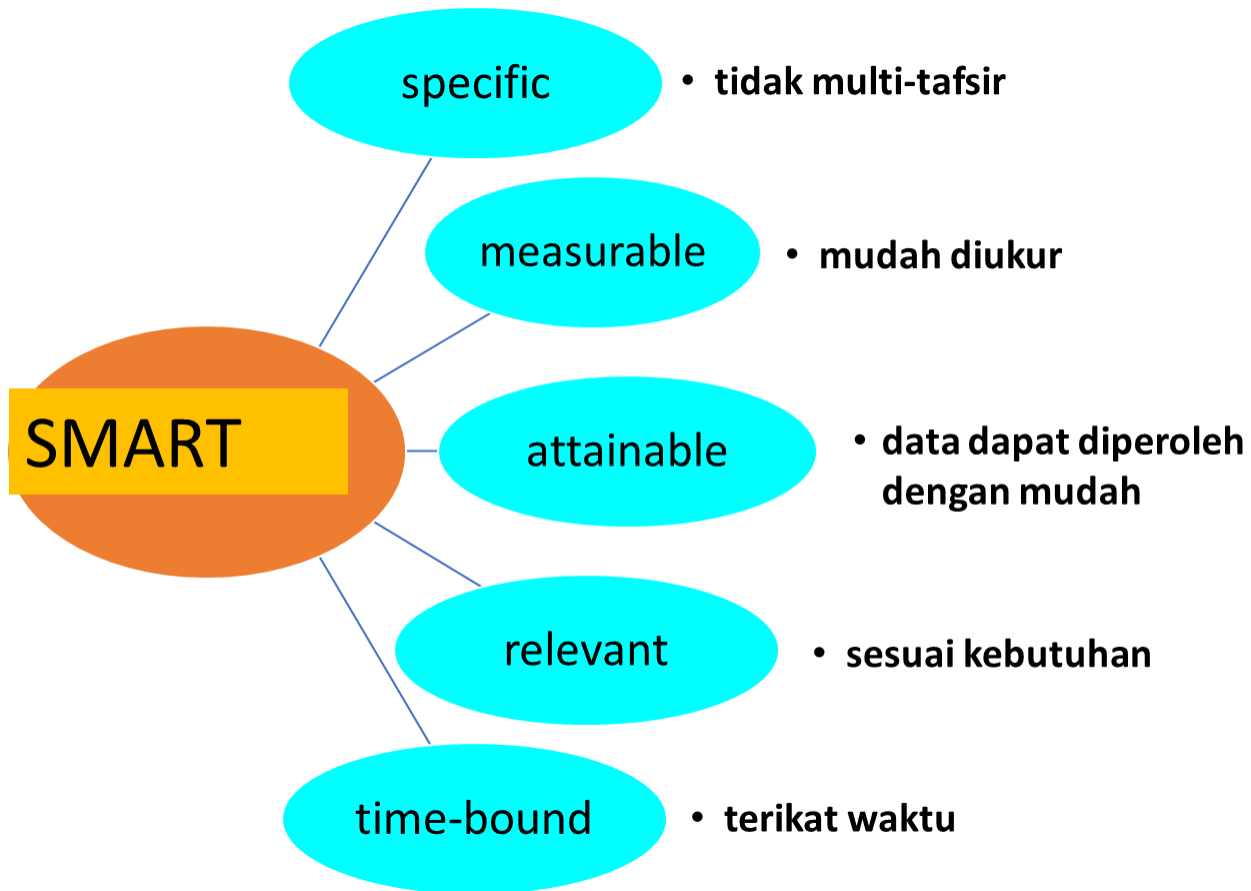 specific
• tidak multi-tafsir
measurable
• mudah diukur
SMART
attainable
• data dapat diperoleh
dengan mudah
relevant
• sesuai kebutuhan
time-bound
• terikat waktu